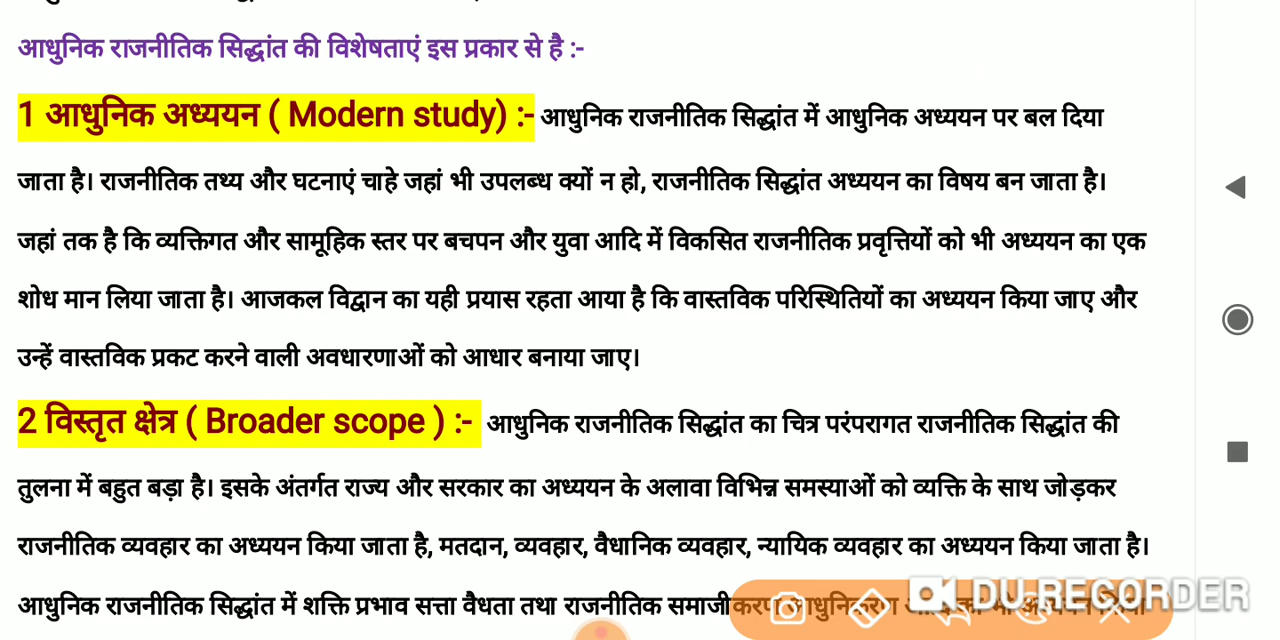 आधुनिक राजनीतिक सिद्धांत की विशेषताएं इस प्रकार से है :-
1 आधुनिक अध्ययन ( Modern study) :- आधुनिक राजनीतिक सिद्धांत में आधुनिक अध्ययन पर बल दिया
जाता है। राजनीतिक तथ्य और घटनाएं चाहे जहां भी उपलब्ध क्यों न हो, राजनीतिक सिद्धांत अध्ययन का विषय बन जाता है।
जहां तक है कि व्यक्तिगत और सामूहिक स्तर पर बचपन और युवा आदि में विकसित राजनीतिक प्रवृत्तियों को भी अध्ययन का एक
शोध मान लिया जाता है। आजकल विद्वान का यही प्रयास रहता आया है कि वास्तविक परिस्थितियों का अध्ययन किया जाए और
उन्हें वास्तविक प्रकट करने वाली अवधारणाओं को आधार बनाया जाए।
2 विस्तृत क्षेत्र ( Broader scope ) :- आधुनिक राजनीतिक सिद्धांत का चित्र परंपरागत राजनीतिक सिद्धांत की
तुलना में बहुत बड़ा है। इसके अंतर्गत राज्य और सरकार का अध्ययन के अलावा विभिन्न समस्याओं को व्यक्ति के साथ जोड़कर
राजनीतिक व्यवहार का अध्ययन किया जाता है, मतदान, व्यवहार, वैधानिक व्यवहार, न्यायिक व्यवहार का अध्ययन किया जाता है।
आधुनिक राजनीतिक सिद्धांत में शक्ति प्रभाव सत्ता वैधता तथा राजनीतिक समाजीकरण
DU RECORDER